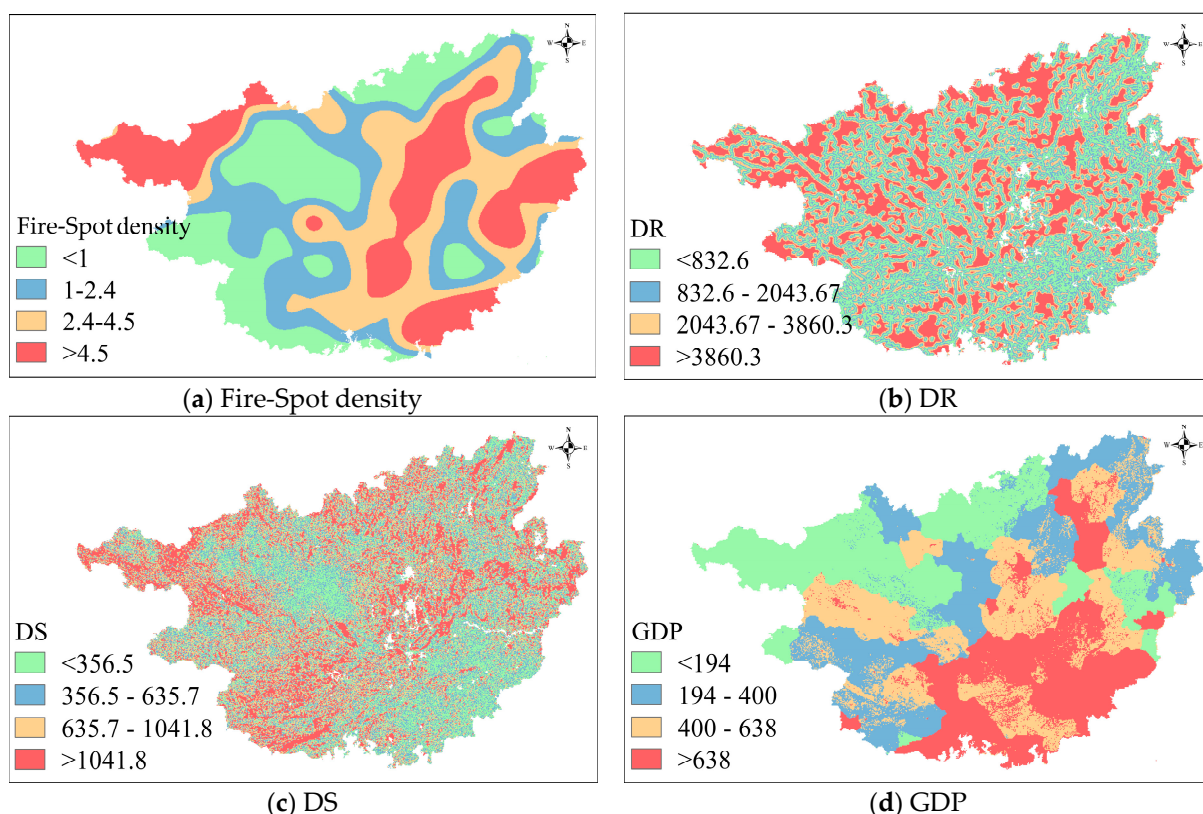 N
W E
S
Fire-Spot density
<1
1-2.4
2.4-4.5
>4.5
(a) Fire-Spot density
N
W E
S
DR
<832.6
832.6 - 2043.67
2043.67 - 3860.3
>3860.3
(b) DR
N
W E
S
DS
<356.5
356.5 - 635.7
635.7 - 1041.8
>1041.8
(c) DS
N
W E
S
GDP
<194
194 - 400
400 - 638
>638
(d) GDP